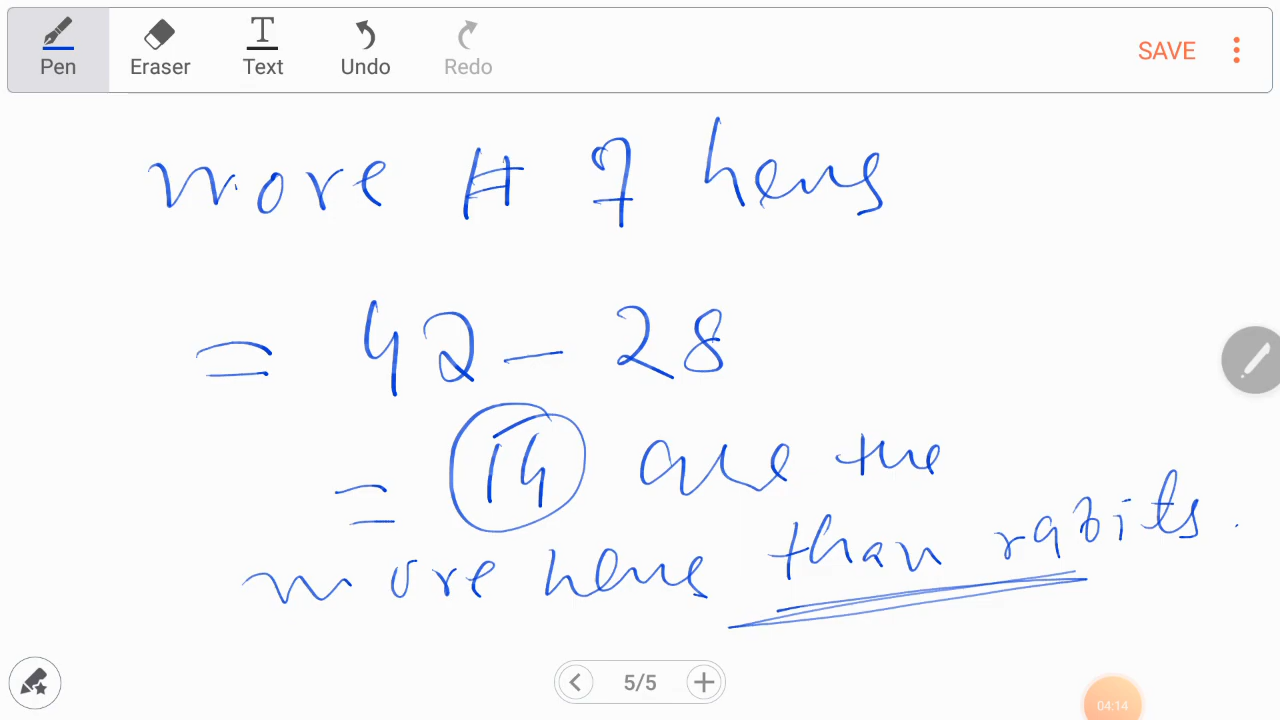 Pen Eraser Text Undo Redo SAVE
more # of hens
= 42 - 28
= 14 are the
more hens than rabits.
5/5
04:14